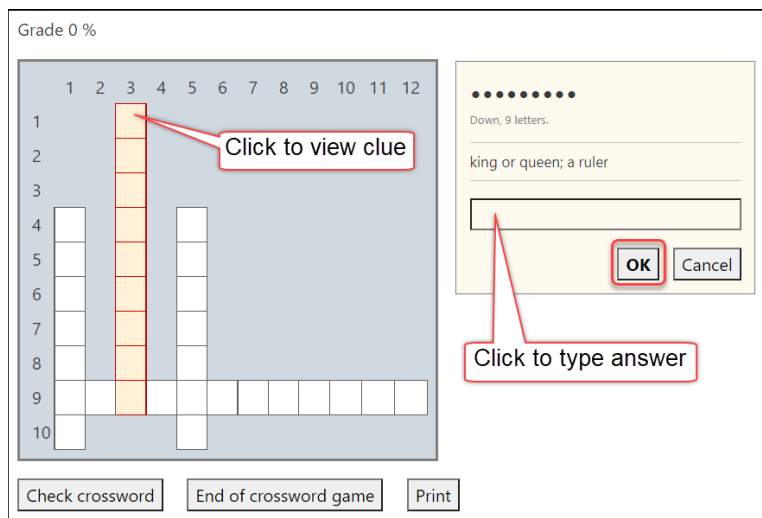 Grade 0 %
1 2 3 4 5 6 7 8 9 10 11 12
1
2
3
4
5
6
7
8
9
10
Click to view clue
•••••••••
Down, 9 letters.
king or queen; a ruler
OK Cancel
Click to type answer
Check crossword End of crossword game Print